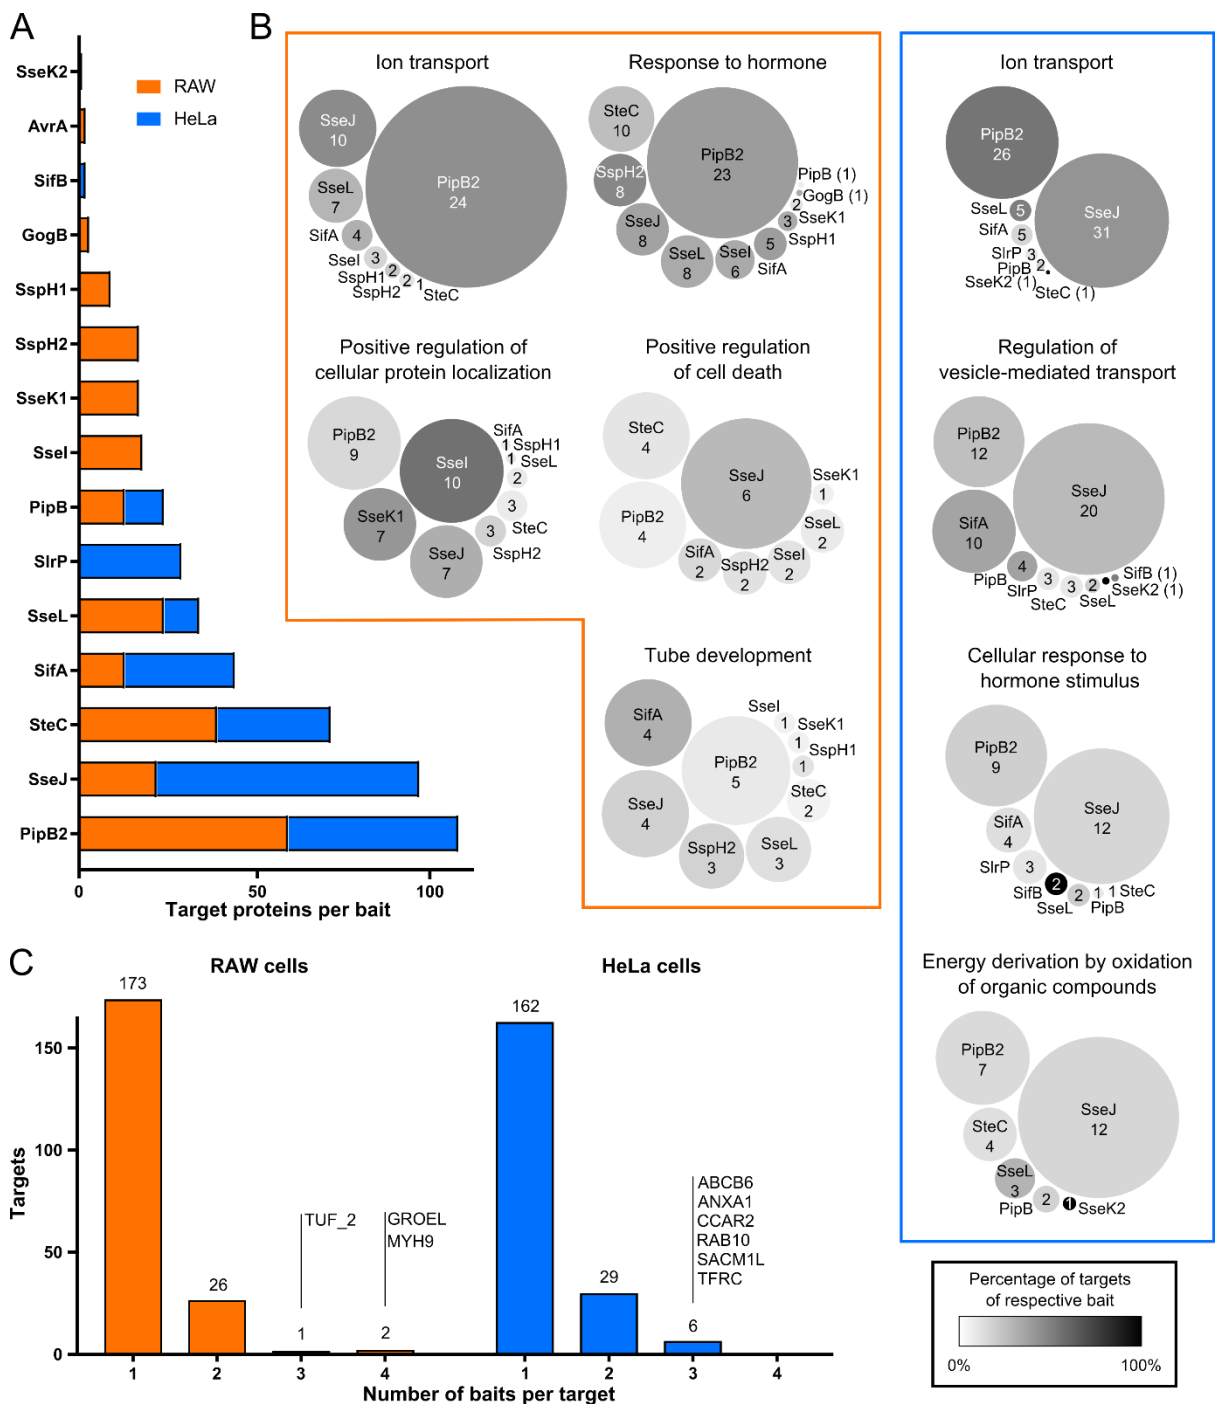 A
SseK2
AvrA
SifB
GogB
SspH1
SspH2
SseK1
SseI
PipB
SlrP
SseL
SifA
SteC
SseJ
PipB2
RAW
HeLa
0
50
100
Target proteins per bait
B
Ion transport
SseJ
10
PipB2
24
SseL
7
SifA
4
SseI
3
SspH1
2
SspH2
2
1
SteC
Response to hormone
SteC
10
PipB2
23
SspH2
8
SseJ
8
SseL
8
SseI
6
SifA
5
SspH1
3
SseK1
2
GogB (1)
PipB (1)
Positive regulation of
cellular protein localization
PipB2
9
SseI
10
SseK1
7
SseJ
7
SifA
1
SspH1
1
SseL
2
3
SteC
3
SspH2
Positive regulation
of cell death
SteC
4
SseJ
6
PipB2
4
SifA
2
SspH2
2
SseI
2
SseL
2
SseK1
1
Tube development
SifA
4
PipB2
5
SseJ
4
SspH2
3
SseL
3
SteC
2
SspH1
1
SseK1
1
SseI
1
Ion transport
PipB2
26
SseJ
31
SseL
5
SifA
5
SlrP
3
PipB
2
SseK2 (1)
SteC (1)
Regulation of
vesicle-mediated transport
PipB2
12
SseJ
20
SifA
10
PipB
4
SlrP
3
SteC
3
SseL
2
SifB (1)
SseK2 (1)
Cellular response to
hormone stimulus
PipB2
9
SseJ
12
SifA
4
SlrP
3
SifB
2
SseL
2
PipB
1
1
SteC
Energy derivation by oxidation
of organic compounds
PipB2
7
SseJ
12
SteC
4
SseL
3
PipB
2
1
SseK2
Percentage of targets
of respective bait
0%
100%
C
RAW cells
HeLa cells
Targets
150
100
50
0
173
26
1
2
TUF_2
GROEL
MYH9
162
29
6
ABCB6
ANXA1
CCAR2
RAB10
SACM1L
TFRC
1
2
3
4
1
2
3
4
Number of baits per target